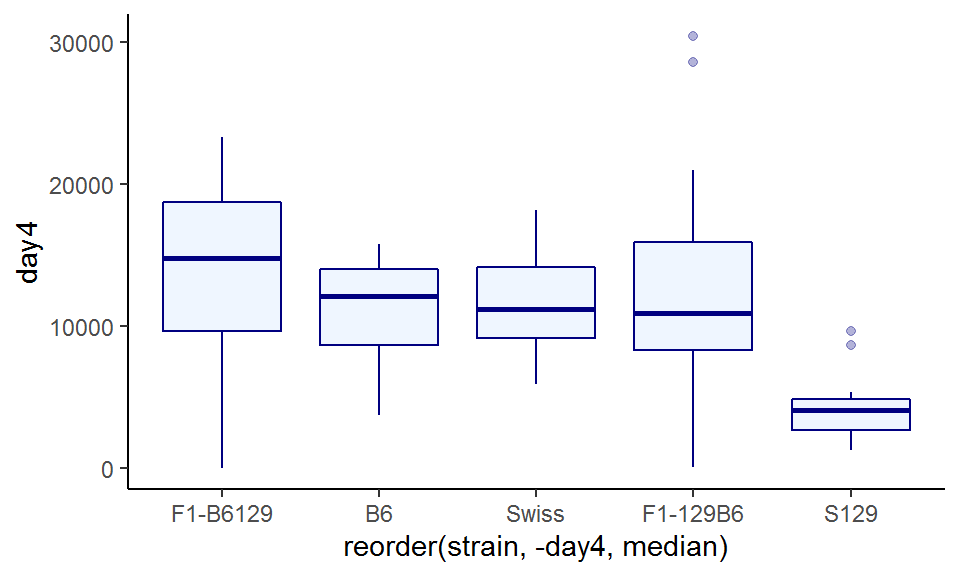 30000
20000
10000
0
day4
F1-B6129 B6 Swiss F1-129B6 S129
reorder(strain, -day4, median)